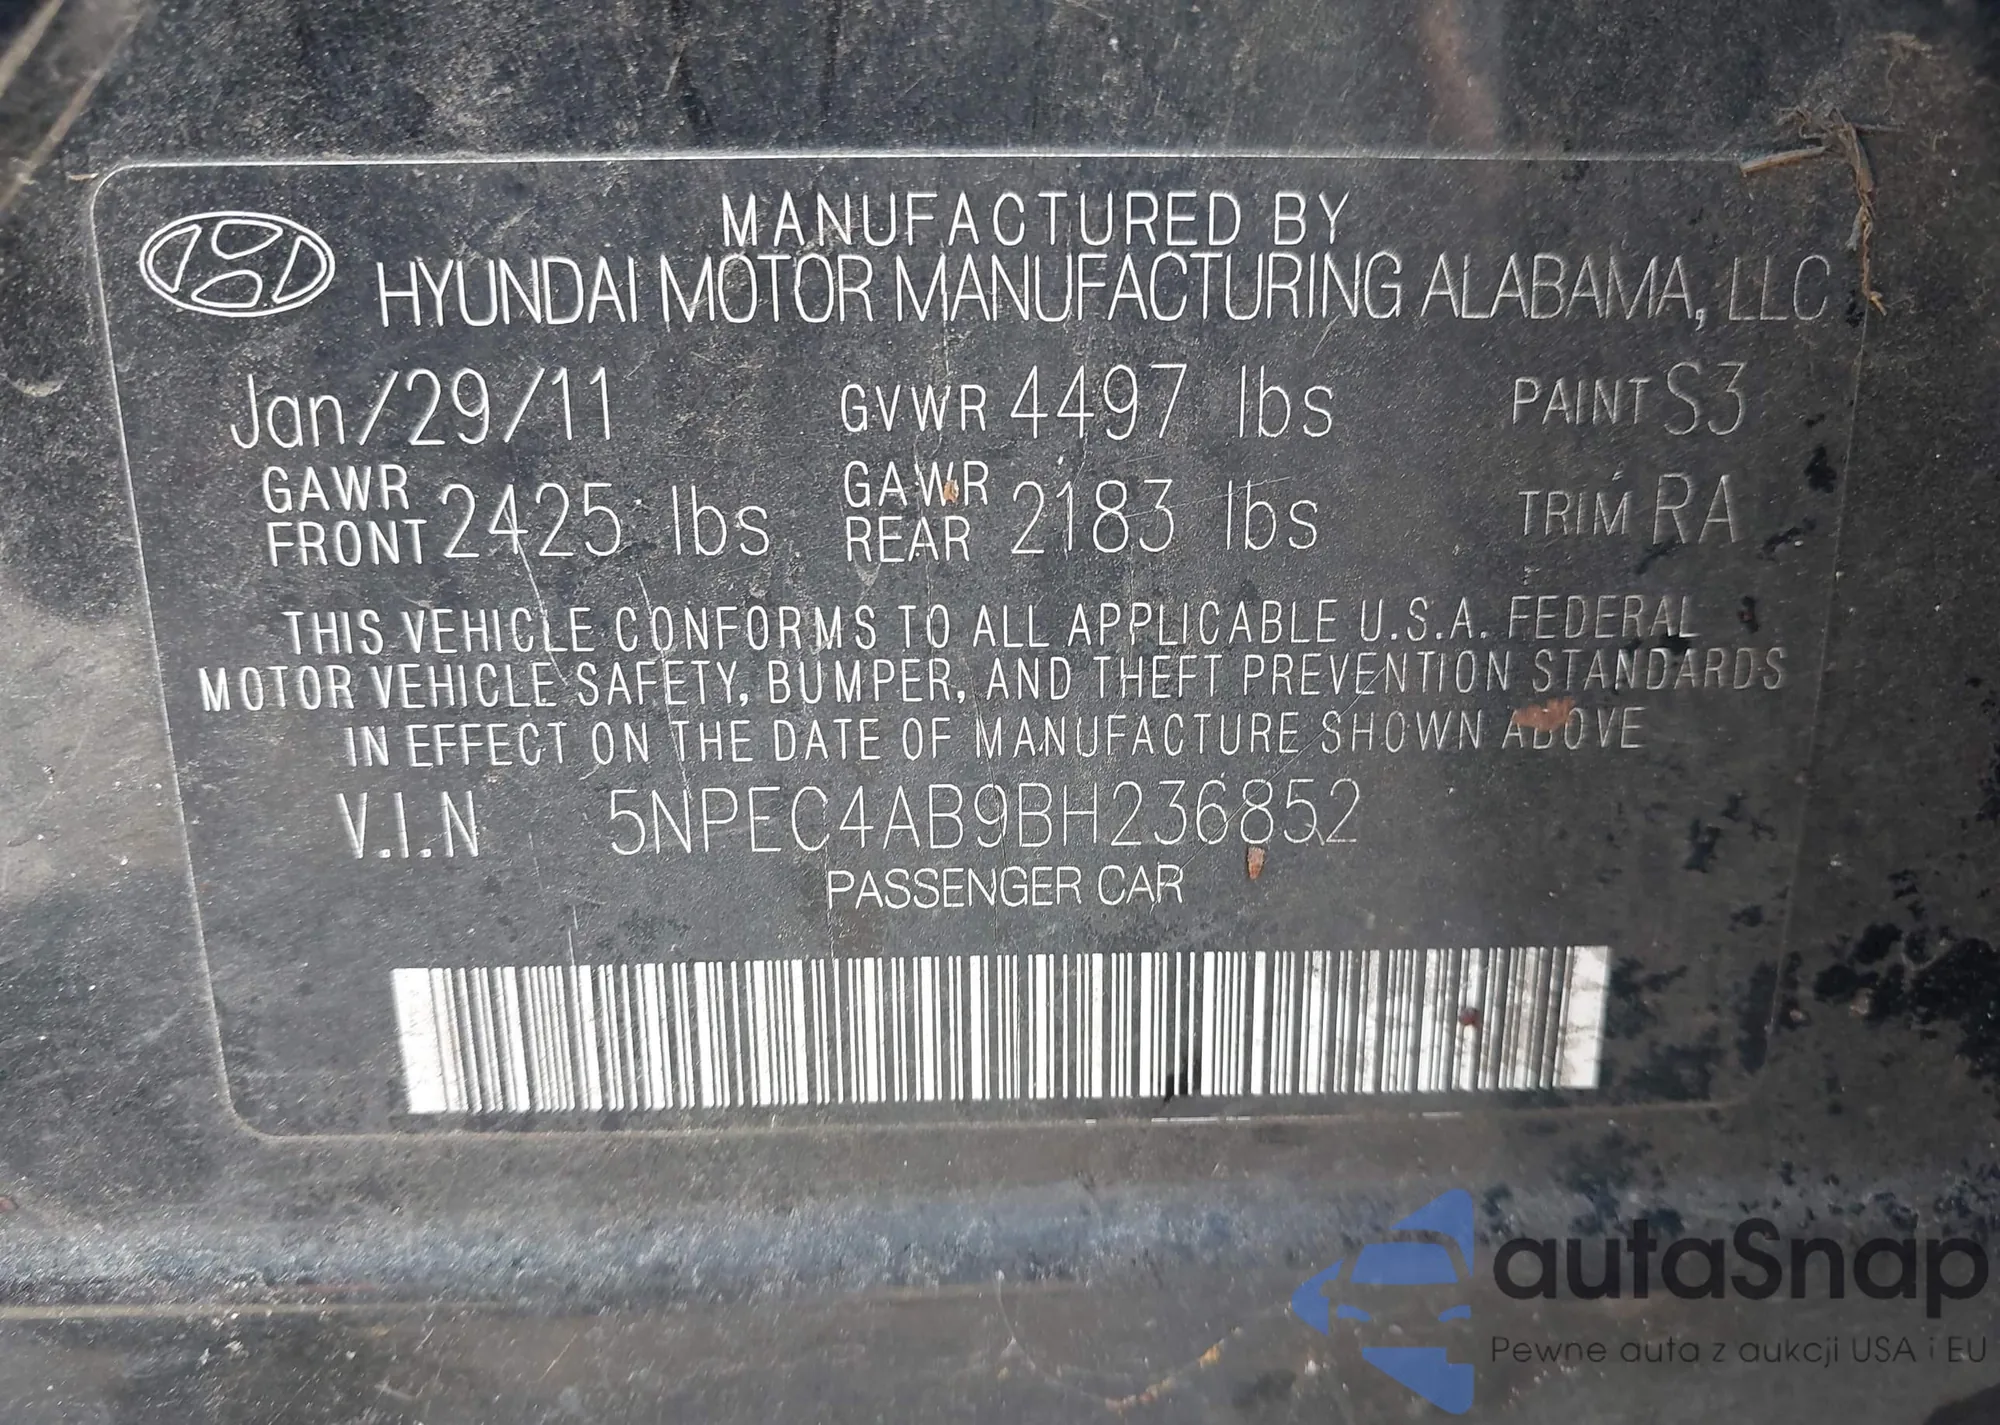 MANUFACTURED BY
HYUNDAI MOTOR MANUFACTURING ALABAMA, LLC
Jan/29/11 GVWR 4497 lbs PAINT S3
GAWR FRONT 2425 lbs GAWR REAR 2183 lbs TRIM RA
THIS VEHICLE CONFORMS TO ALL APPLICABLE U.S.A. FEDERAL
MOTOR VEHICLE SAFETY, BUMPER, AND THEFT PREVENTION STANDARDS
IN EFFECT ON THE DATE OF MANUFACTURE SHOWN ABOVE
V.I.N 5NPEC4AB9BH236852
PASSENGER CAR
autaSnap
Pewne auta z aukcji USA i EU